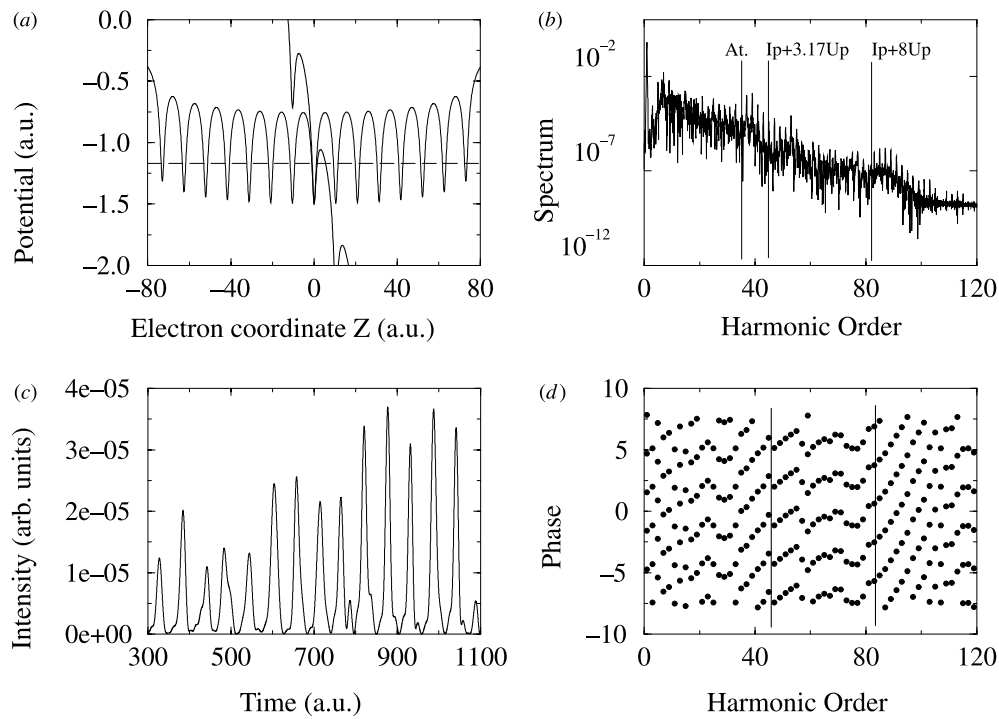 (a)
0.0
−0.5
−1.0
−1.5
−2.0
−80 −40 0 40 80
Potential (a.u.)
Electron coordinate Z (a.u.)
(b)
At. Ip+3.17Up Ip+8Up
10−2
10−7
10−12
0 40 80 120
Spectrum
Harmonic Order
(c)
4e−05
3e−05
2e−05
1e−05
0e+00
300 500 700 900 1100
Intensity (arb. units)
Time (a.u.)
(d)
10
5
0
−5
−10
0 40 80 120
Phase
Harmonic Order